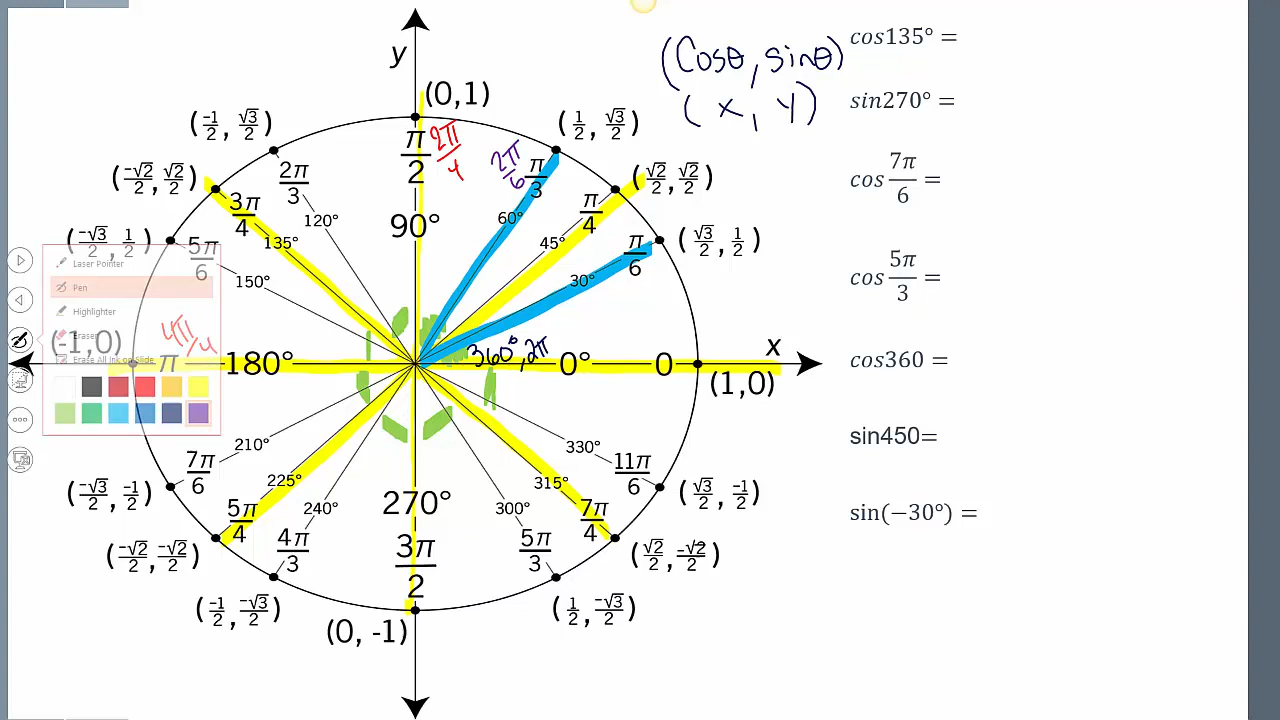 y
(0,1)
(Cosθ, sinθ)
(x, y)
cos135° =
sin270° =
cos 7π/6 =
cos 5π/3 =
cos360 =
sin450=
sin(−30°) =
(-1/2, √3/2)
(1/2, √3/2)
(-√2/2, √2/2)
(√2/2, √2/2)
(-√3/2, 1/2)
(√3/2, 1/2)
π/2
2π/4
2π/6
π/3
2π/3
3π/4
π/4
5π/6
π/6
90°
60°
120°
45°
135°
30°
150°
Laser Pointer
Pen
Highlighter
Eraser
Erase All Ink on Slide
(-1,0)
4π/4
π
180°
360°, 2π
0°
0
x
(1,0)
210°
330°
7π/6
11π/6
225°
315°
(-√3/2, -1/2)
(√3/2, -1/2)
5π/4
240°
270°
300°
7π/4
4π/3
3π/2
5π/3
(-√2/2, -√2/2)
(√2/2, -√2/2)
(-1/2, -√3/2)
(1/2, -√3/2)
(0, -1)